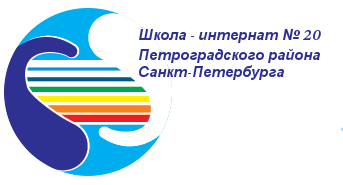 Школа - интернат № 20
Петроградского района
Санкт-Петербурга